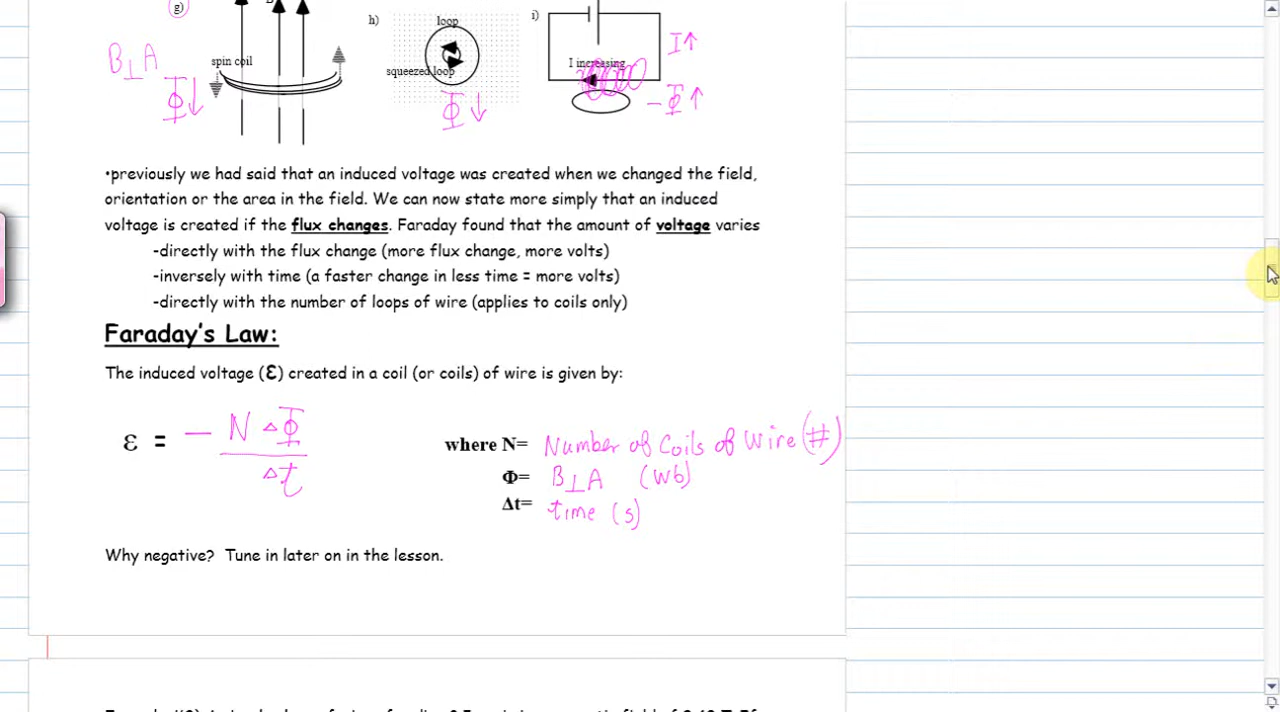 g)
h)
loop
i)
I↑
B⊥A
spin coil
squeezed loop
I increasing
Φ↓
Φ↓
-Φ↑
•previously we had said that an induced voltage was created when we changed the field,
orientation or the area in the field. We can now state more simply that an induced
voltage is created if the flux changes. Faraday found that the amount of voltage varies
-directly with the flux change (more flux change, more volts)
-inversely with time (a faster change in less time = more volts)
-directly with the number of loops of wire (applies to coils only)
Faraday's Law:
The induced voltage (ε) created in a coil (or coils) of wire is given by:
ε = - N ΔΦ
Δt
where N= Number of Coils of Wire (#)
Φ= B⊥A (Wb)
Δt= time (s)
Why negative? Tune in later on in the lesson.